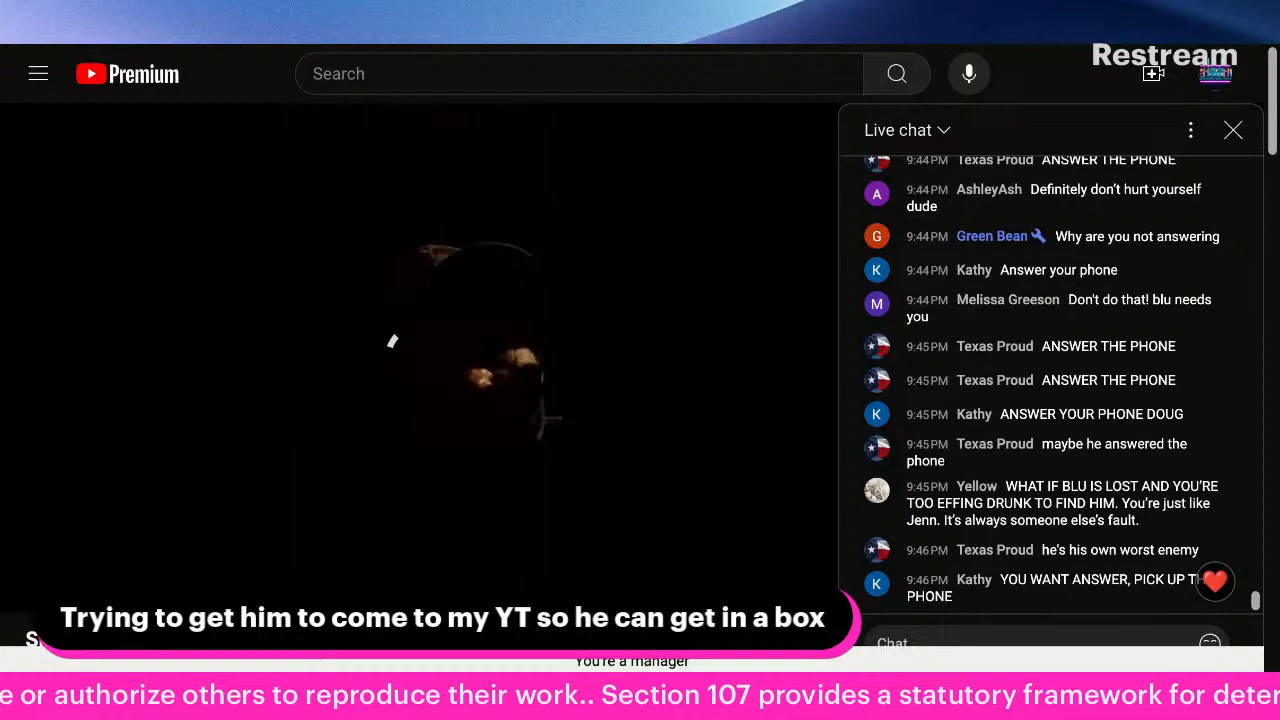 Restream
Premium
Search
Live chat
9:44PM Texas Proud ANSWER THE PHONE
A 9:44PM AshleyAsh Definitely don't hurt yourself
dude
G 9:44PM Green Bean Why are you not answering
K 9:44PM Kathy Answer your phone
M 9:44PM Melissa Greeson Don't do that! blu needs
you
9:45PM Texas Proud ANSWER THE PHONE
9:45PM Texas Proud ANSWER THE PHONE
K 9:45PM Kathy ANSWER YOUR PHONE DOUG
9:45PM Texas Proud maybe he answered the
phone
9:45PM Yellow WHAT IF BLU IS LOST AND YOU'RE
TOO EFFING DRUNK TO FIND HIM. You're just like
Jenn. It's always someone else's fault.
9:46PM Texas Proud he's his own worst enemy
K 9:46PM Kathy YOU WANT ANSWER, PICK UP
PHONE
Trying to get him to come to my YT so he can get in a box
Chat
You're a manager
e or authorize others to reproduce their work.. Section 107 provides a statutory framework for deter